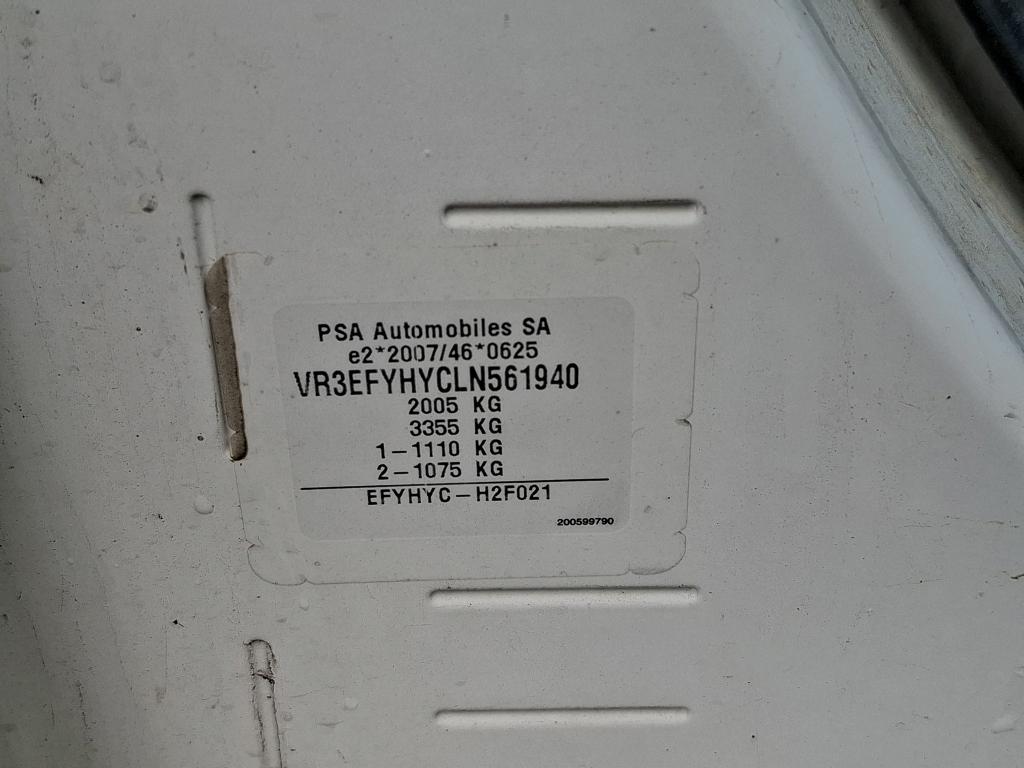 PSA Automobiles SA
e2*2007/46*0625
VR3EFYHYCLN561940
2005 KG
3355 KG
1-1110 KG
2-1075 KG
EFYHYC-H2F021
200599790